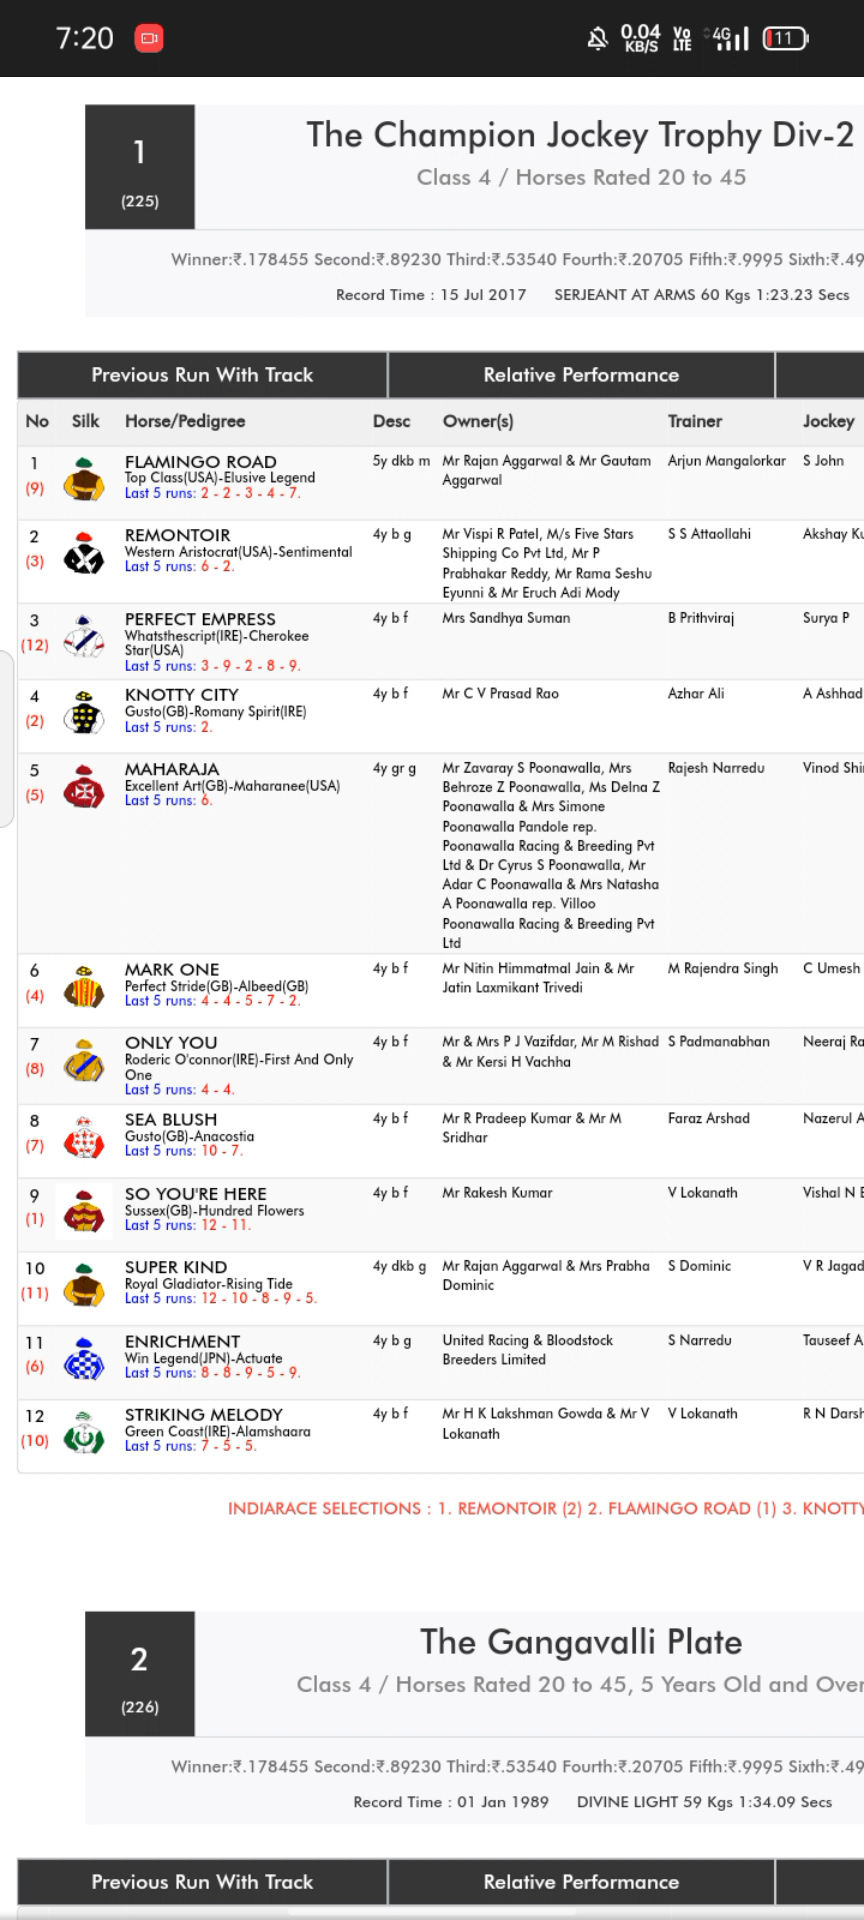 7:20 0.04 KB/S Vo LTE 4G 11
1
(225)
The Champion Jockey Trophy Div-2
Class 4 / Horses Rated 20 to 45
Winner:₹.178455 Second:₹.89230 Third:₹.53540 Fourth:₹.20705 Fifth:₹.9995 Sixth:₹.49
Record Time : 15 Jul 2017 SERJEANT AT ARMS 60 Kgs 1:23.23 Secs
Previous Run With Track Relative Performance
No Silk Horse/Pedigree Desc Owner(s) Trainer Jockey
1 FLAMINGO ROAD 5y dkb m Mr Rajan Aggarwal & Mr Gautam Arjun Mangalorkar S John
Top Class(USA)-Elusive Legend Aggarwal
(9) Last 5 runs: 2 - 2 - 3 - 4 - 7.
2 REMONTOIR 4y b g Mr Vispi R Patel, M/s Five Stars S S Attaollahi Akshay Ku
Western Aristocrat(USA)-Sentimental Shipping Co Pvt Ltd, Mr P
(3) Last 5 runs: 6 - 2. Prabhakar Reddy, Mr Rama Seshu
Eyunni & Mr Eruch Adi Mody
3 PERFECT EMPRESS 4y b f Mrs Sandhya Suman B Prithviraj Surya P
Whatsthescript(IRE)-Cherokee
(12) Star(USA)
Last 5 runs: 3 - 9 - 2 - 8 - 9.
4 KNOTTY CITY 4y b f Mr C V Prasad Rao Azhar Ali A Ashhad
Gusto(GB)-Romany Spirit(IRE)
(2) Last 5 runs: 2.
5 MAHARAJA 4y gr g Mr Zavaray S Poonawalla, Mrs Rajesh Narredu Vinod Shi
Excellent Art(GB)-Maharanee(USA) Behroze Z Poonawalla, Ms Delna Z
(5) Last 5 runs: 6. Poonawalla & Mrs Simone
Poonawalla Pandole rep.
Poonawalla Racing & Breeding Pvt
Ltd & Dr Cyrus S Poonawalla, Mr
Adar C Poonawalla & Mrs Natasha
A Poonawalla rep. Villoo
Poonawalla Racing & Breeding Pvt
Ltd
6 MARK ONE 4y b f Mr Nitin Himmatmal Jain & Mr M Rajendra Singh C Umesh
Perfect Stride(GB)-Albeed(GB) Jatin Laxmikant Trivedi
(4) Last 5 runs: 4 - 4 - 5 - 7 - 2.
7 ONLY YOU 4y b f Mr & Mrs P J Vazifdar, Mr M Rishad S Padmanabhan Neeraj Ra
Roderic O'connor(IRE)-First And Only & Mr Kersi H Vachha
(8) One
Last 5 runs: 4 - 4.
8 SEA BLUSH 4y b f Mr R Pradeep Kumar & Mr M Faraz Arshad Nazerul A
Gusto(GB)-Anacostia Sridhar
(7) Last 5 runs: 10 - 7.
9 SO YOU'RE HERE 4y b f Mr Rakesh Kumar V Lokanath Vishal N B
Sussex(GB)-Hundred Flowers
(1) Last 5 runs: 12 - 11.
10 SUPER KIND 4y dkb g Mr Rajan Aggarwal & Mrs Prabha S Dominic V R Jagad
Royal Gladiator-Rising Tide Dominic
(11) Last 5 runs: 12 - 10 - 8 - 9 - 5.
11 ENRICHMENT 4y b g United Racing & Bloodstock S Narredu Tauseef A
Win Legend(JPN)-Actuate Breeders Limited
(6) Last 5 runs: 8 - 8 - 9 - 5 - 9.
12 STRIKING MELODY 4y b f Mr H K Lakshman Gowda & Mr V V Lokanath R N Darsh
Green Coast(IRE)-Alamshaara Lokanath
(10) Last 5 runs: 7 - 5 - 5.
INDIARACE SELECTIONS : 1. REMONTOIR (2) 2. FLAMINGO ROAD (1) 3. KNOTTY
2
(226)
The Gangavalli Plate
Class 4 / Horses Rated 20 to 45, 5 Years Old and Over
Winner:₹.178455 Second:₹.89230 Third:₹.53540 Fourth:₹.20705 Fifth:₹.9995 Sixth:₹.49
Record Time : 01 Jan 1989 DIVINE LIGHT 59 Kgs 1:34.09 Secs
Previous Run With Track Relative Performance